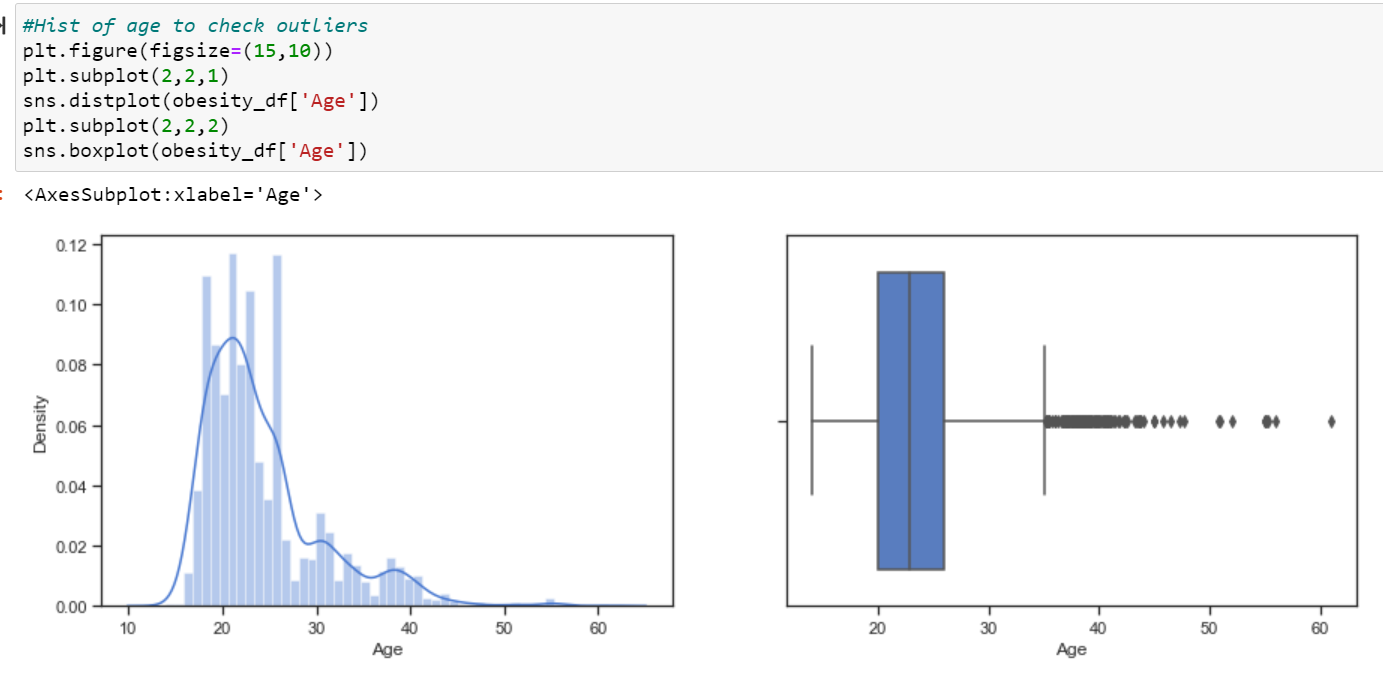 #Hist of age to check outliers
plt.figure(figsize=(15,10))
plt.subplot(2,2,1)
sns.distplot(obesity_df['Age'])
plt.subplot(2,2,2)
sns.boxplot(obesity_df['Age'])
<AxesSubplot:xlabel='Age'>
0.12
0.10
0.08
0.06
0.04
0.02
0.00
Density
10 20 30 40 50 60
Age
20 30 40 50 60
Age